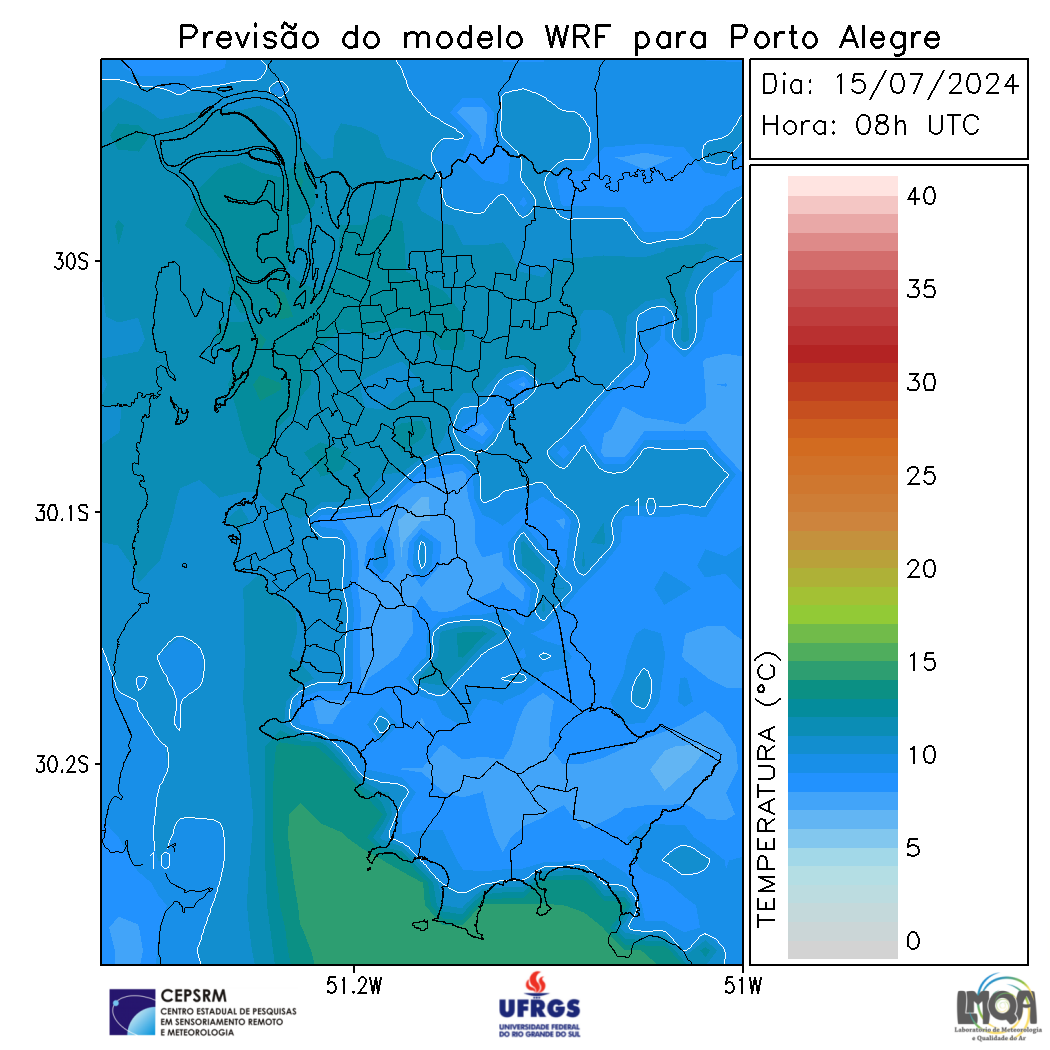 Previsão do modelo WRF para Porto Alegre
Dia: 15/07/2024
Hora: 08h UTC
40
35
30
25
20
15
10
5
0
TEMPERATURA (°C)
30S
30.1S
30.2S
10
10
51.2W
51W
CEPSRM
CENTRO ESTADUAL DE PESQUISAS
EM SENSORIAMENTO REMOTO
E METEOROLOGIA
UFRGS
UNIVERSIDADE FEDERAL
DO RIO GRANDE DO SUL
LMQA
Laboratório de Meteorologia
e Qualidade do Ar